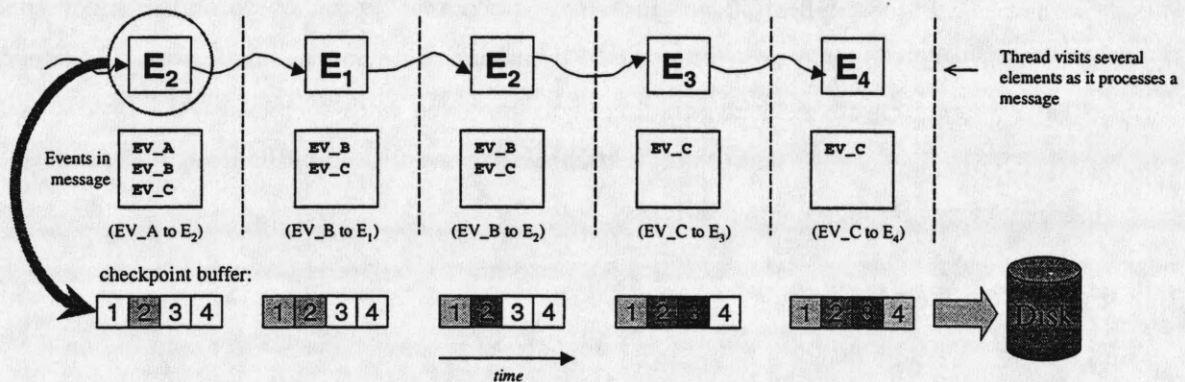 E2
E1
E2
E3
E4
Thread visits several
elements as it processes a
message
Events in
message
EV_A
EV_B
EV_C
EV_B
EV_C
EV_B
EV_C
EV_C
EV_C
(EV_A to E2)
(EV_B to E1)
(EV_B to E2)
(EV_C to E3)
(EV_C to E4)
checkpoint buffer:
1 2 3 4
1 2 3 4
1 2 3 4
1 2 3 4
1 2 3 4
Disk
time